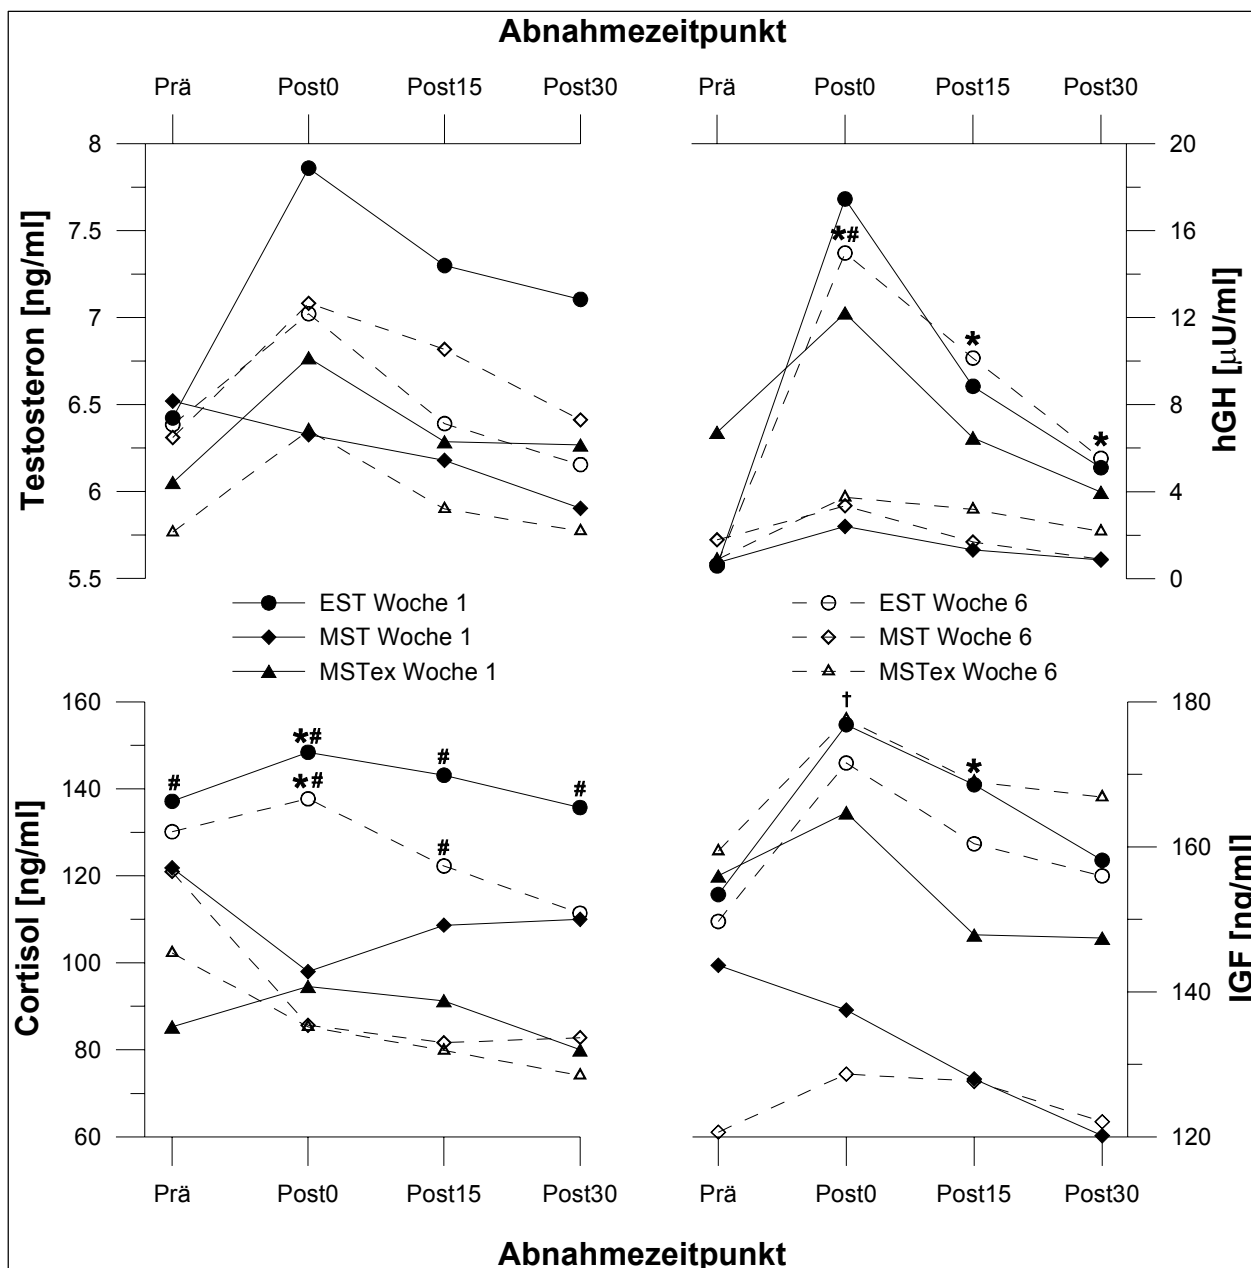 Abnahmezeitpunkt
Prä Post0 Post15 Post30
Prä Post0 Post15 Post30
Testosteron [ng/ml]
8
7.5
7
6.5
6
5.5
*#
*
*
20
16
12
8
4
0
hGH [µU/ml]
EST Woche 1
MST Woche 1
MSTex Woche 1
EST Woche 6
MST Woche 6
MSTex Woche 6
Cortisol [ng/ml]
160
140
120
100
80
60
#
*#
#
#
*#
#
†
*
180
160
140
120
IGF [ng/ml]
Prä Post0 Post15 Post30
Prä Post0 Post15 Post30
Abnahmezeitpunkt